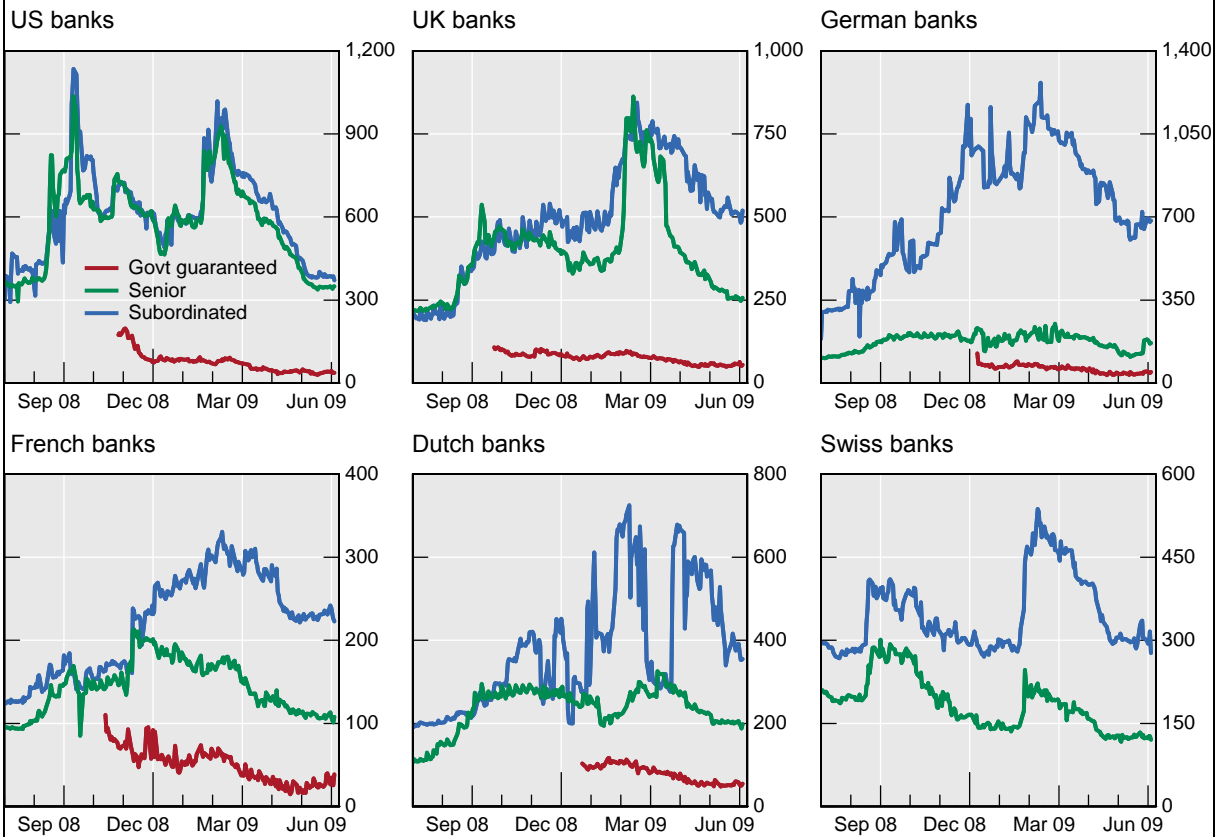 US banks
UK banks
German banks
1,200
900
600
300
0
Govt guaranteed
Senior
Subordinated
Sep 08 Dec 08 Mar 09 Jun 09
1,000
750
500
250
0
Sep 08 Dec 08 Mar 09 Jun 09
1,400
1,050
700
350
0
Sep 08 Dec 08 Mar 09 Jun 09
French banks
Dutch banks
Swiss banks
400
300
200
100
0
Sep 08 Dec 08 Mar 09 Jun 09
800
600
400
200
0
Sep 08 Dec 08 Mar 09 Jun 09
600
450
300
150
0
Sep 08 Dec 08 Mar 09 Jun 09